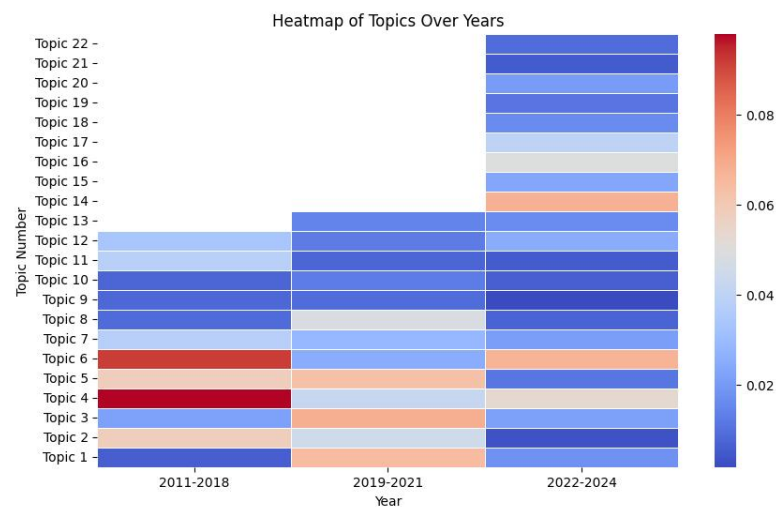 Heatmap of Topics Over Years
Topic Number
Topic 22
Topic 21
Topic 20
Topic 19
Topic 18
Topic 17
Topic 16
Topic 15
Topic 14
Topic 13
Topic 12
Topic 11
Topic 10
Topic 9
Topic 8
Topic 7
Topic 6
Topic 5
Topic 4
Topic 3
Topic 2
Topic 1
2011-2018
2019-2021
2022-2024
Year
0.08
0.06
0.04
0.02